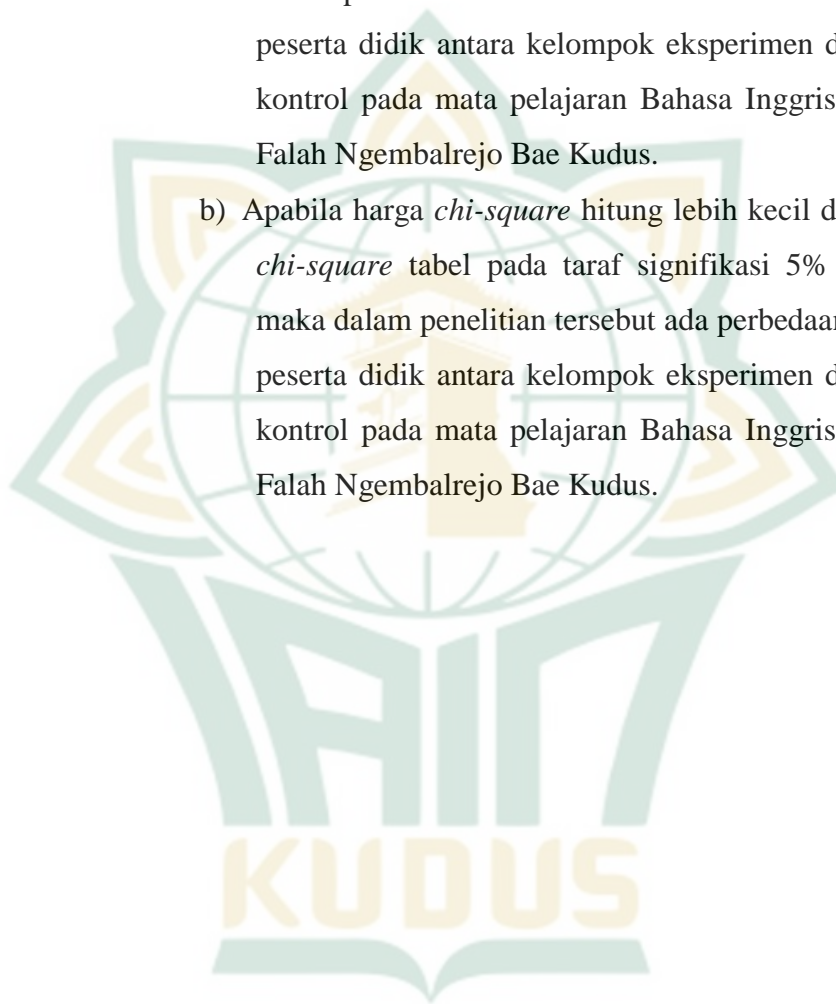 peserta didik antara kelompok eksperimen
kontrol pada mata pelajaran Bahasa Inggris
Falah Ngembalrejo Bae Kudus.
b) Apabila harga chi-square hitung lebih kecil
chi-square tabel pada taraf signifikasi 5%
maka dalam penelitian tersebut ada perbedaan
peserta didik antara kelompok eksperimen
kontrol pada mata pelajaran Bahasa Inggris
Falah Ngembalrejo Bae Kudus.
IAIN
KUDUS